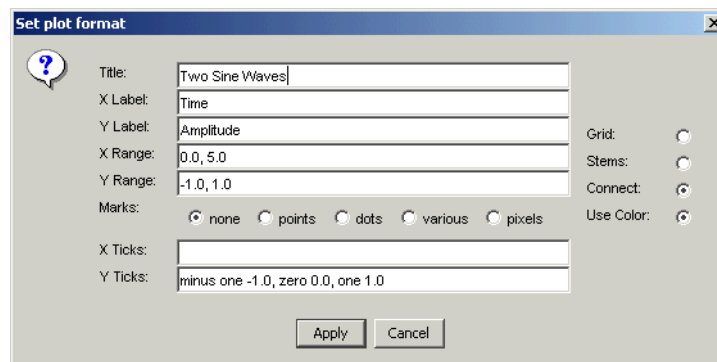 Set plot format
Title: Two Sine Waves
X Label: Time
Y Label: Amplitude
X Range: 0.0, 5.0
Y Range: -1.0, 1.0
Marks: none points dots various pixels
X Ticks:
Y Ticks: minus one -1.0, zero 0.0, one 1.0
Grid:
Stems:
Connect:
Use Color:
Apply Cancel